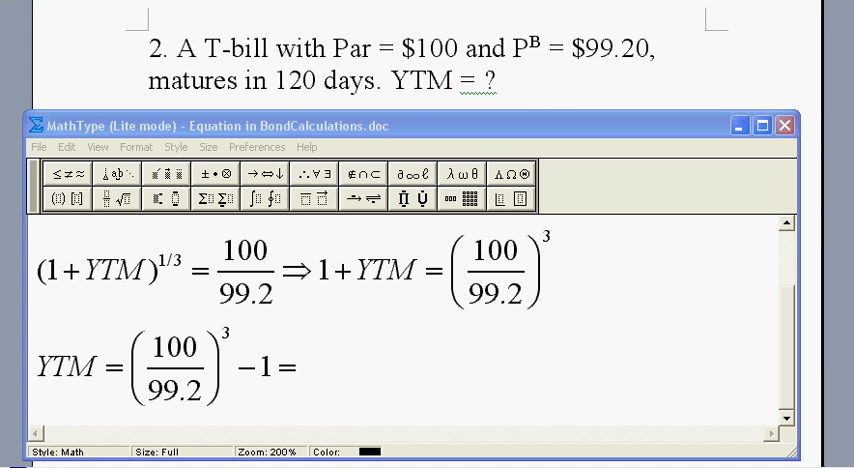 2. A T-bill with Par = $100 and Pᴮ = $99.20,
matures in 120 days. YTM = ?
MathType (Lite mode) - Equation in BondCalculations.doc
File Edit View Format Style Size Preferences Help
(1+YTM)^1/3 = 100/99.2 ⇒ 1+YTM = (100/99.2)^3
YTM = (100/99.2)^3 −1 =
Style: Math Size: Full Zoom: 200% Color: